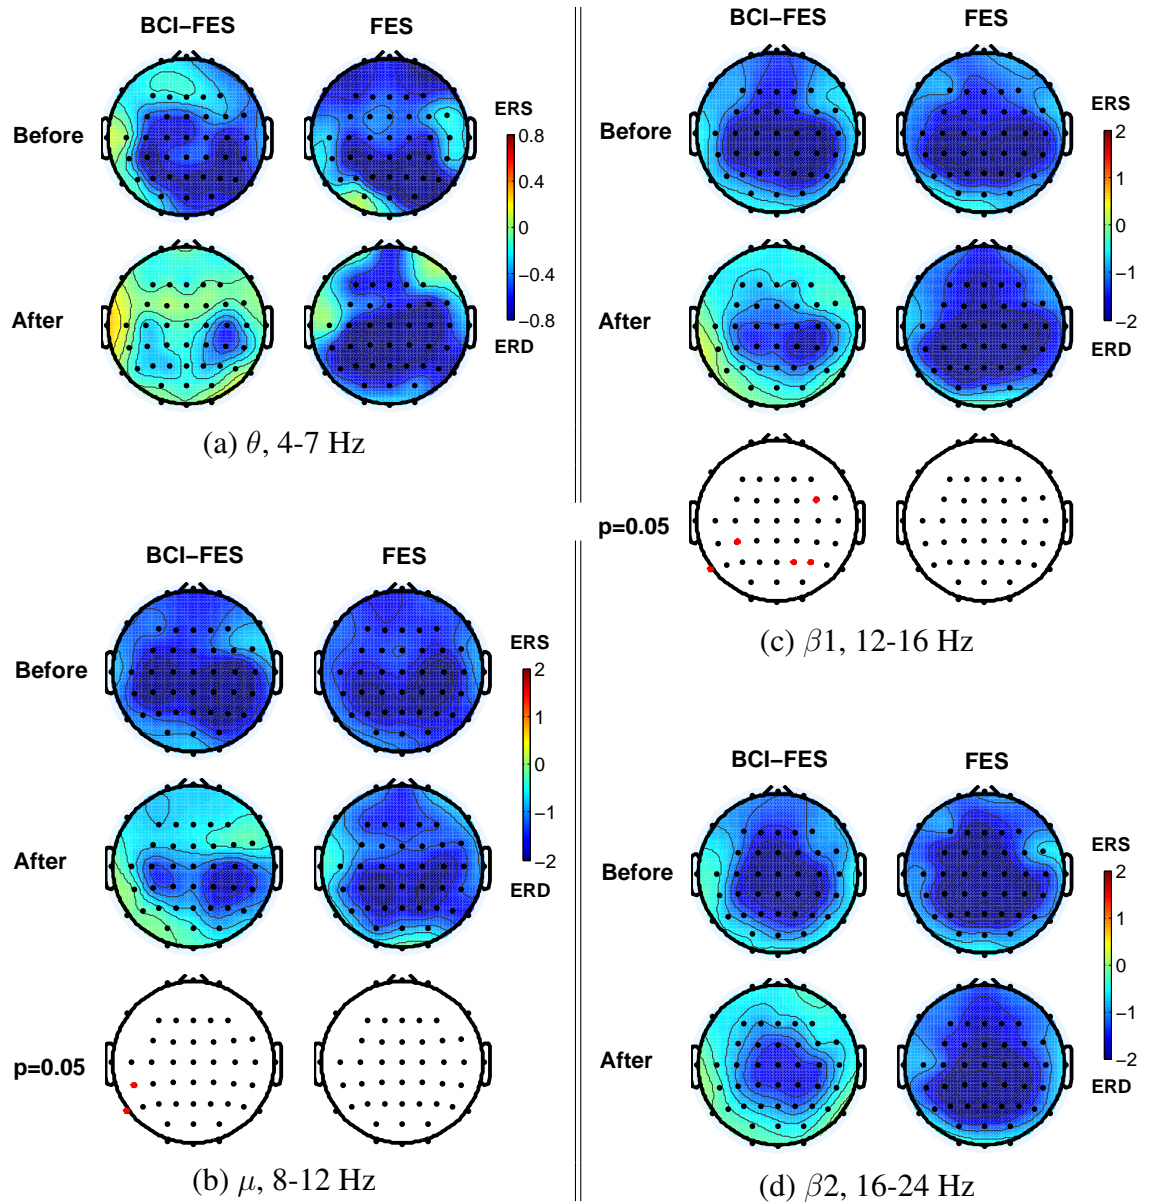 BCI−FES FES
Before
ERS
0.8
0.4
0
−0.4
−0.8
ERD
After
(a) θ, 4-7 Hz
BCI−FES FES
Before
ERS
2
1
0
−1
−2
ERD
After
p=0.05
(b) μ, 8-12 Hz
BCI−FES FES
Before
ERS
2
1
0
−1
−2
ERD
After
p=0.05
(c) β1, 12-16 Hz
BCI−FES FES
Before
ERS
2
1
0
−1
−2
ERD
After
(d) β2, 16-24 Hz